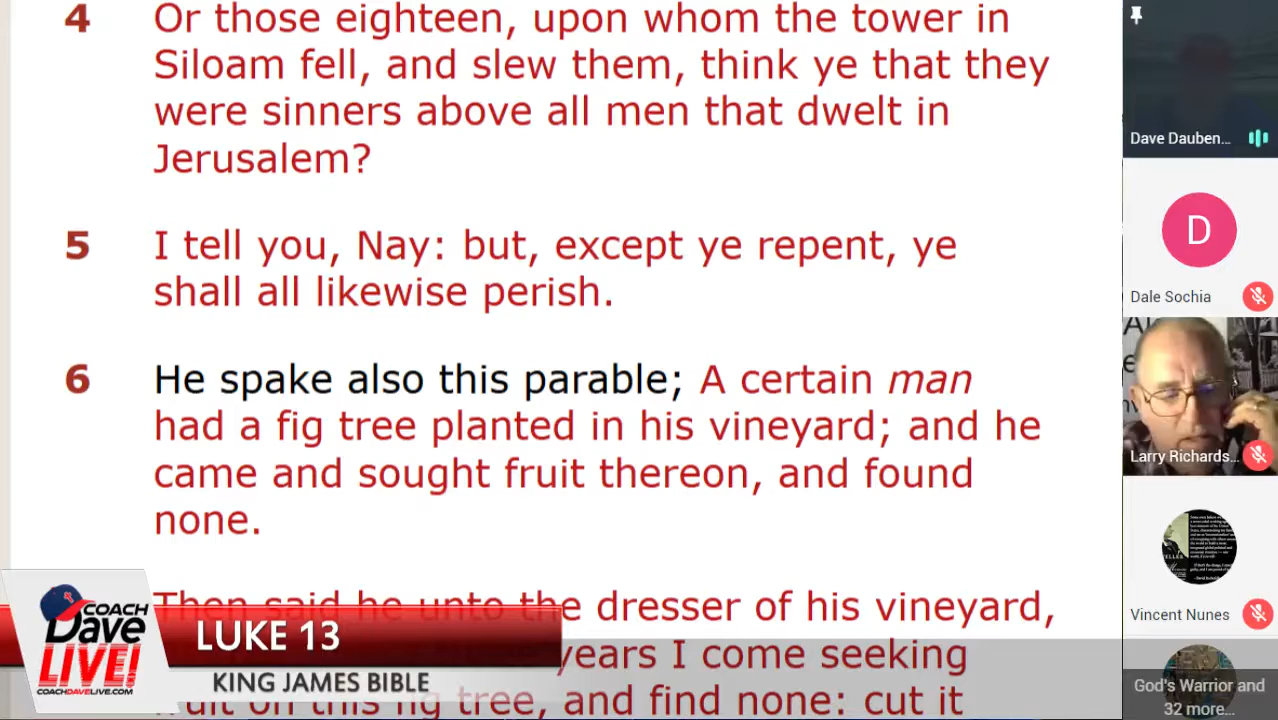 4 Or those eighteen, upon whom the tower in
Siloam fell, and slew them, think ye that they
were sinners above all men that dwelt in
Jerusalem?
5 I tell you, Nay: but, except ye repent, ye
shall all likewise perish.
6 He spake also this parable; A certain man
had a fig tree planted in his vineyard; and he
came and sought fruit thereon, and found
none.
Then said he unto the dresser of his vineyard,
years I come seeking
fruit on this fig tree, and find none: cut it
COACH
Dave
LIVE!
COACHDAVELIVE.COM
LUKE 13
KING JAMES BIBLE
Dave Dauben...
D
Dale Sochia
Larry Richards...
Vincent Nunes
God's Warrior and
32 more...